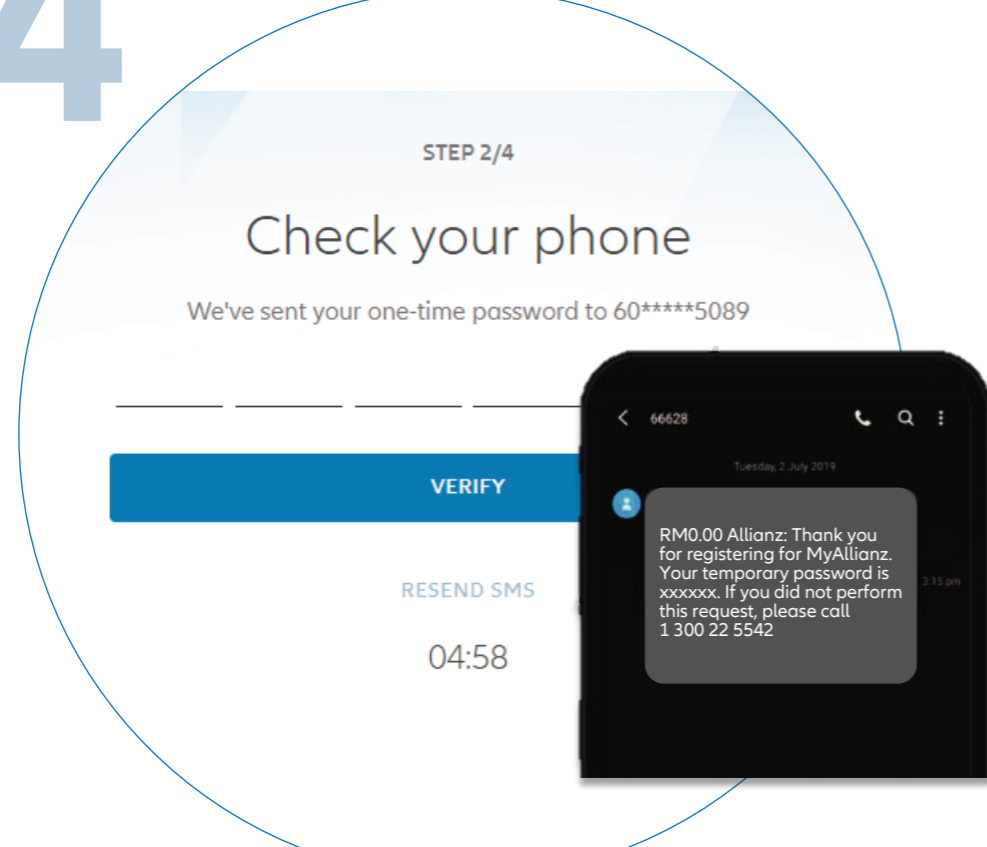 4
STEP 2/4
Check your phone
We've sent your one-time password to 60*****5089
VERIFY
RESEND SMS
04:58
66628
Tuesday, 2 July 2019
RM0.00 Allianz: Thank you
for registering for MyAllianz.
Your temporary password is
xxxxxx. If you did not perform
this request, please call
1 300 22 5542
3:15 pm